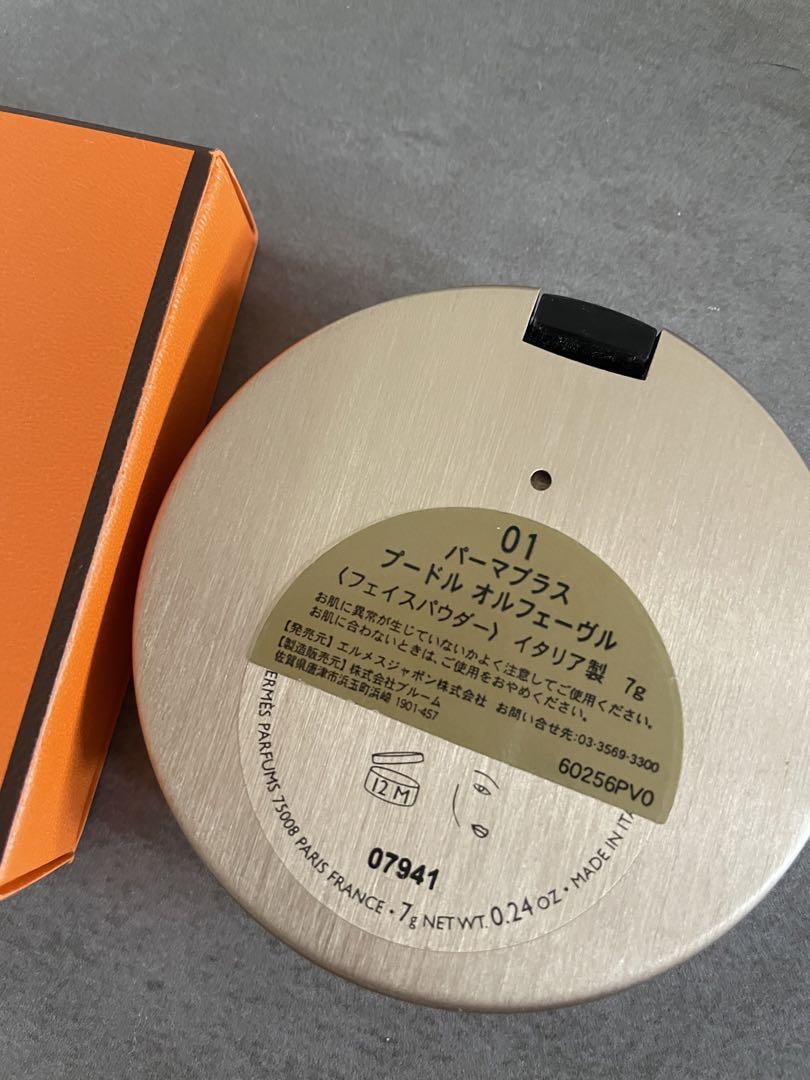 01
パーマブラス
プードル オルフェーヴル
〈フェイスパウダー〉 イタリア製 7g
お肌に異常が生じていないかよく注意してご使用ください。
お肌に合わないときは、ご使用をおやめください。
【発売元】エルメスジャポン株式会社 お問い合せ先:03-3569-3300
【製造販売元】株式会社ブルーム
佐賀県唐津市浜玉町浜崎 1901-457
60256PV0
12 M
07941
ERMÈS PARFUMS 75008 PARIS FRANCE · 7g NET WT. 0.24 OZ · MADE IN ITA